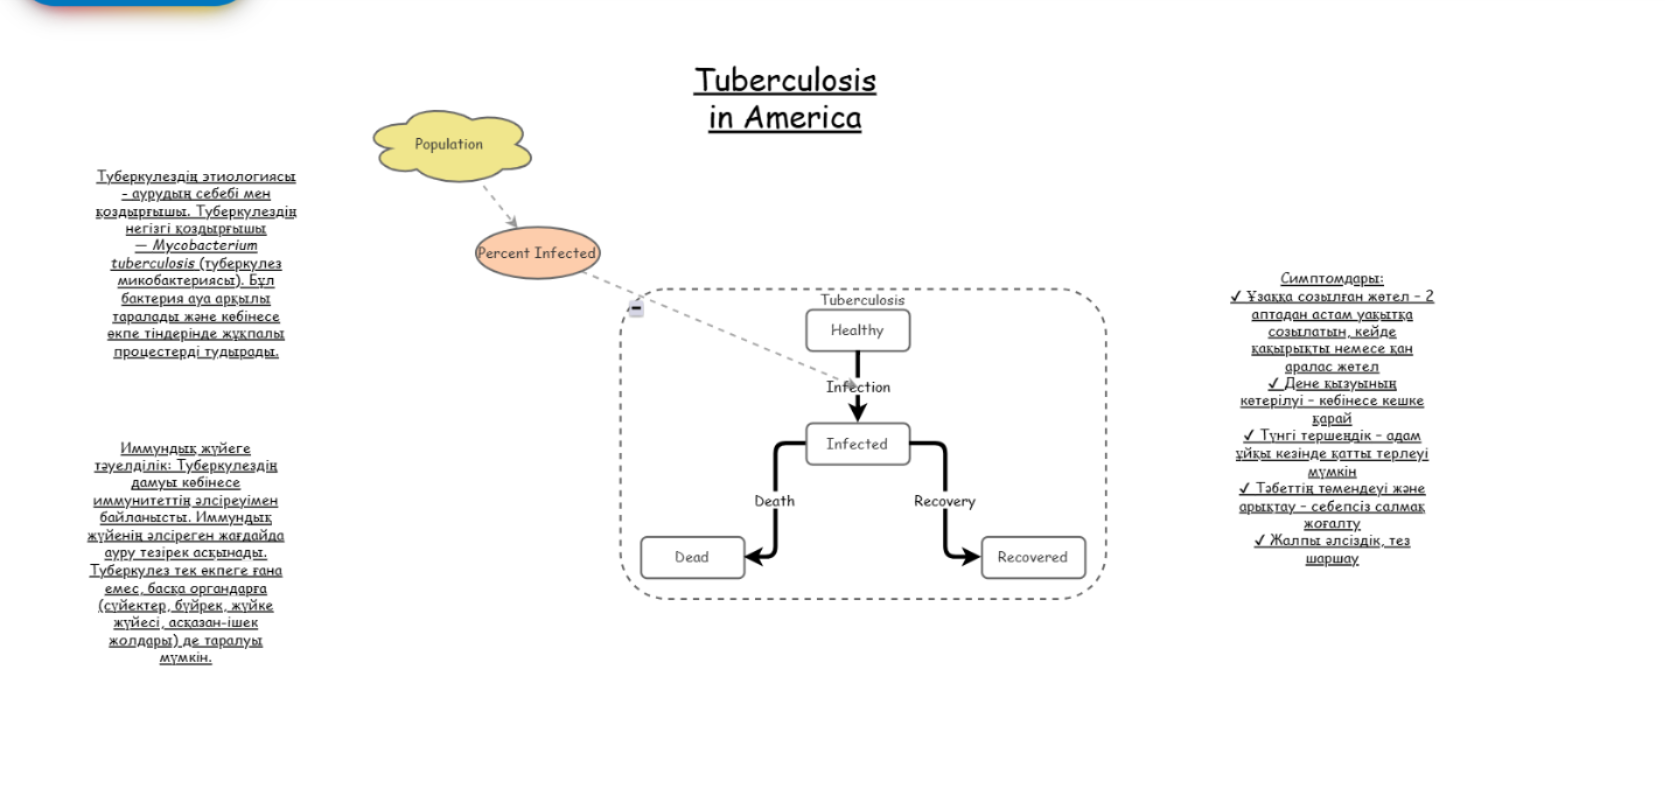 Tuberculosis
in America
Population
Percent Infected
Туберкулездің этиологиясы
- аурудың себебі мен
қоздырғышы. Туберкулездің
негізгі қоздырғышы
— Mycobacterium
tuberculosis (туберкулез
микобактериясы). Бұл
бактерия ауа арқылы
таралады және көбінесе
өкпе тіндерінде жұқпалы
процестерді тудырады.
Иммундық жүйеге
тәуелділік: Туберкулездің
дамуы көбінесе
иммунитеттің әлсіреуімен
байланысты. Иммундық
жүйенің әлсіреген жағдайда
ауру тезірек асқынады.
Туберкулез тек өкпеге ғана
емес, басқа органдарға
(сүйектер, бүйрек, жүйке
жүйесі, асқазан-ішек
жолдары) де таралуы
мүмкін.
Tuberculosis
Healthy
Infection
Infected
Death
Recovery
Dead
Recovered
Симптомдары:
✓ Ұзаққа созылған жөтел – 2
аптадан астам уақытқа
созылатын, кейде
қақырықты немесе қан
аралас жөтел
✓ Дене қызуының
көтерілуі – көбінесе кешке
қарай
✓ Түнгі тершеңдік – адам
ұйқы кезінде қатты терлеуі
мүмкін
✓ Тәбеттің төмендеуі және
арықтау – себепсіз салмақ
жоғалту
✓ Жалпы әлсіздік, тез
шаршау